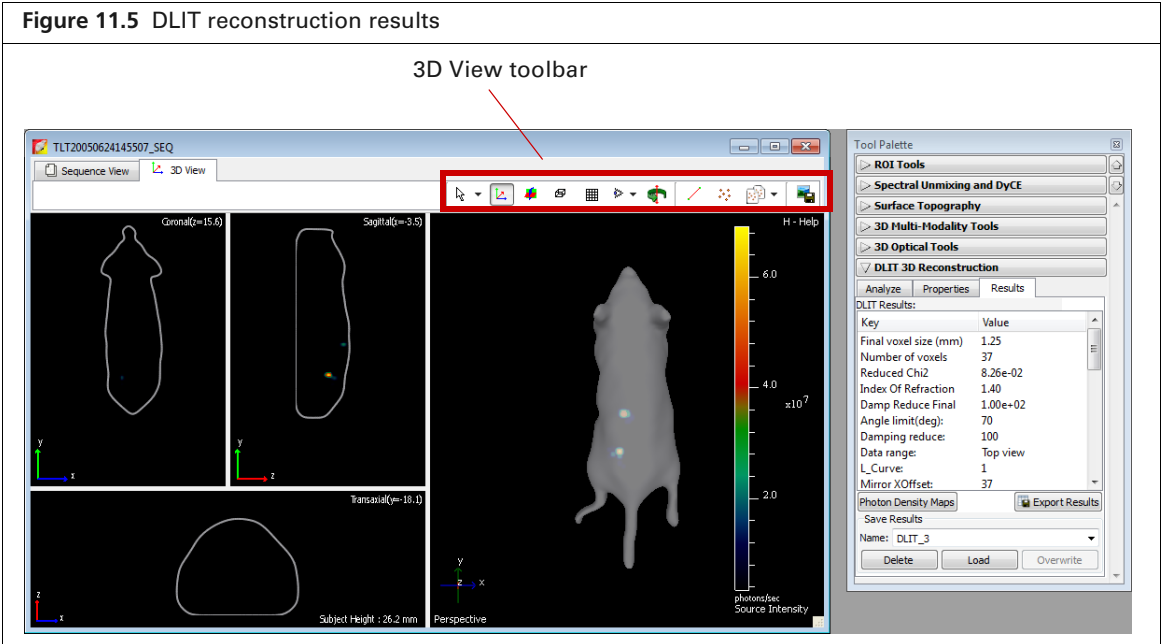 Figure 11.5 DLIT reconstruction results
3D View toolbar
TLT20050624145507_SEQ
Sequence View
3D View
Coronal(z=15.6)
Sagittal(x=-3.5)
H - Help
6.0
4.0
x10^7
2.0
photons/sec
Source Intensity
y
x
y
z
Transaxial(y=-18.1)
z
x
Subject Height : 26.2 mm
y
z
x
Perspective
Tool Palette
ROI Tools
Spectral Unmixing and DyCE
Surface Topography
3D Multi-Modality Tools
3D Optical Tools
DLIT 3D Reconstruction
Analyze Properties Results
DLIT Results:
Key Value
Final voxel size (mm) 1.25
Number of voxels 37
Reduced Chi2 8.26e-02
Index Of Refraction 1.40
Damp Reduce Final 1.00e+02
Angle limit(deg): 70
Damping reduce: 100
Data range: Top view
L_Curve: 1
Mirror XOffset: 37
Photon Density Maps
Export Results
Save Results
Name: DLIT_3
Delete Load Overwrite